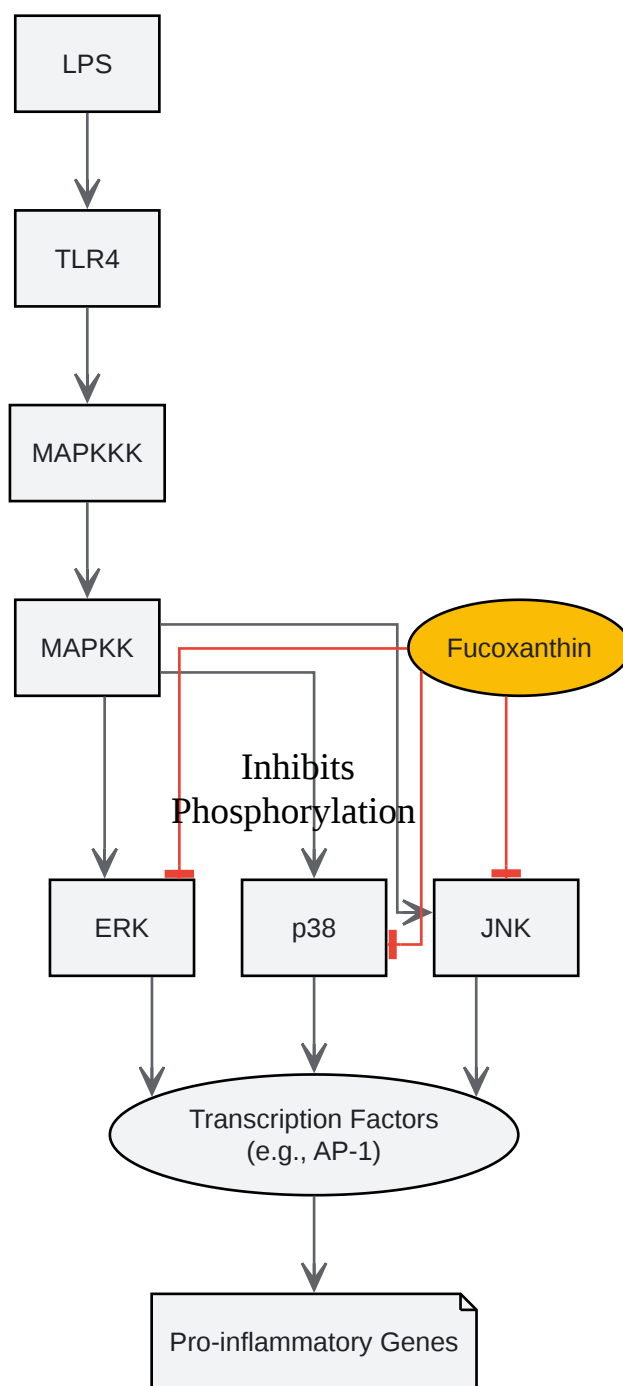 LPS
TLR4
MAPKKK
MAPKK
Fucoxanthin
Inhibits
Phosphorylation
ERK
p38
JNK
Transcription Factors
(e.g., AP-1)
Pro-inflammatory Genes